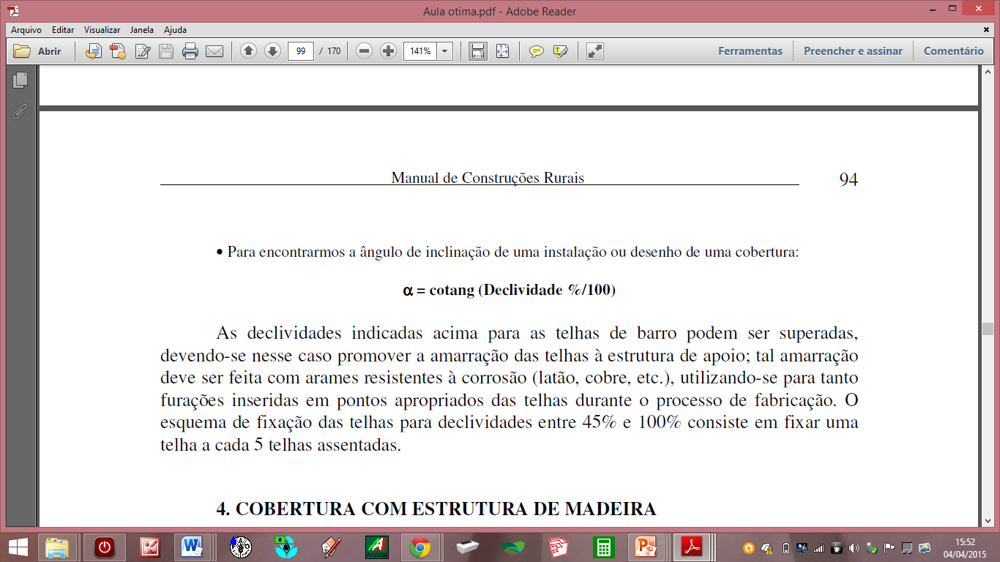 Aula otima.pdf - Adobe Reader
Arquivo Editar Visualizar Janela Ajuda
Abrir 99 / 170 141% Ferramentas Preencher e assinar Comentário
Manual de Construções Rurais 94
• Para encontrarmos a ângulo de inclinação de uma instalação ou desenho de uma cobertura:
α = cotang (Declividade %/100)
As declividades indicadas acima para as telhas de barro podem ser superadas,
devendo-se nesse caso promover a amarração das telhas à estrutura de apoio; tal amarração
deve ser feita com arames resistentes à corrosão (latão, cobre, etc.), utilizando-se para tanto
furações inseridas em pontos apropriados das telhas durante o processo de fabricação. O
esquema de fixação das telhas para declividades entre 45% e 100% consiste em fixar uma
telha a cada 5 telhas assentadas.
4. COBERTURA COM ESTRUTURA DE MADEIRA
Assistat
15:52
04/04/2015